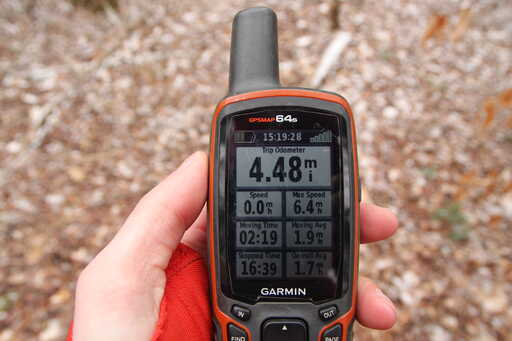 GPSMAP 64s
15:19:28
Trip Odometer
4.48 mi
Speed Max Speed
0.0 mh 6.4 mh
Moving Time Moving Avg
02:19 1.9 mh
Stopped Time Overall Avg
16:39 1.7 mh
GARMIN
IN OUT
FIND PAGE